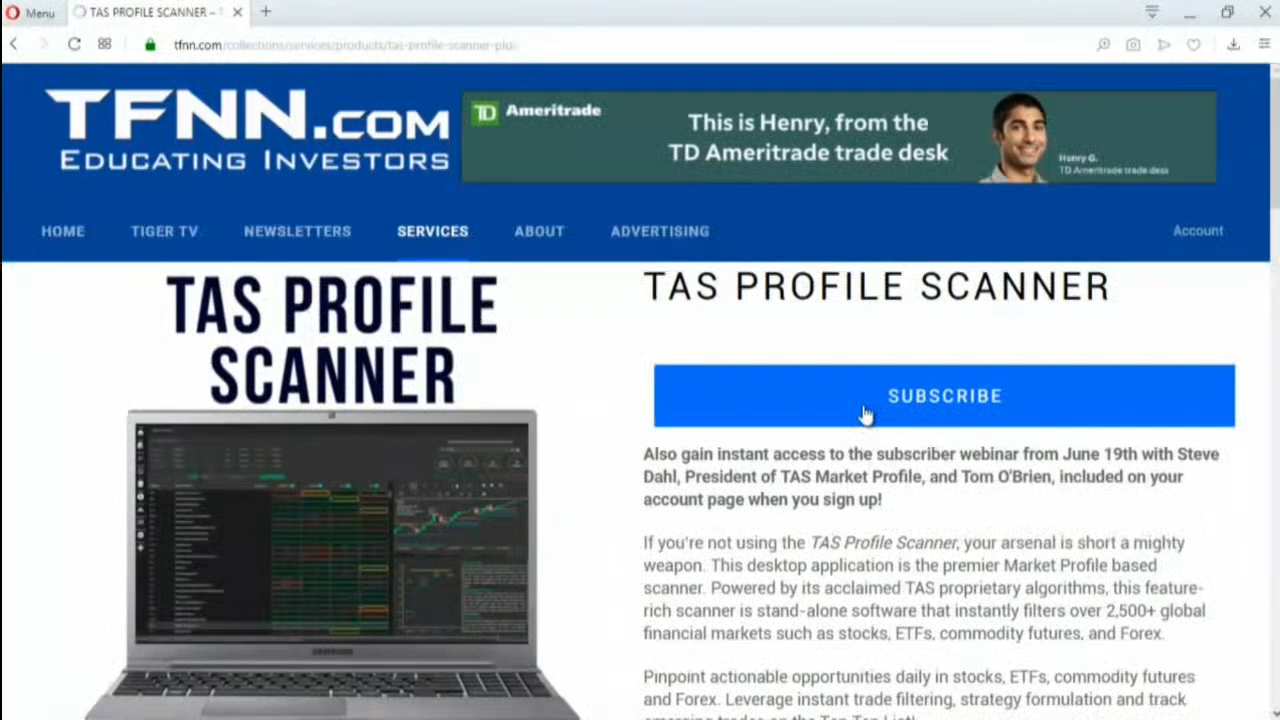 Menu
TAS PROFILE SCANNER – T
tfnn.com/collections/services/products/tas-profile-scanner-plus
TFNN.COM
EDUCATING INVESTORS
TD Ameritrade
This is Henry, from the
TD Ameritrade trade desk
Henry G.
TD Ameritrade trade desk
HOME
TIGER TV
NEWSLETTERS
SERVICES
ABOUT
ADVERTISING
Account
TAS PROFILE
SCANNER
SAMSUNG
TAS PROFILE SCANNER
SUBSCRIBE
Also gain instant access to the subscriber webinar from June 19th with Steve
Dahl, President of TAS Market Profile, and Tom O'Brien, included on your
account page when you sign up!
If you're not using the TAS Profile Scanner, your arsenal is short a mighty
weapon. This desktop application is the premier Market Profile based
scanner. Powered by its acclaimed TAS proprietary algorithms, this feature-
rich scanner is stand-alone software that instantly filters over 2,500+ global
financial markets such as stocks, ETFs, commodity futures, and Forex.
Pinpoint actionable opportunities daily in stocks, ETFs, commodity futures
and Forex. Leverage instant trade filtering, strategy formulation and track
emerging trades on the Top Ten List!